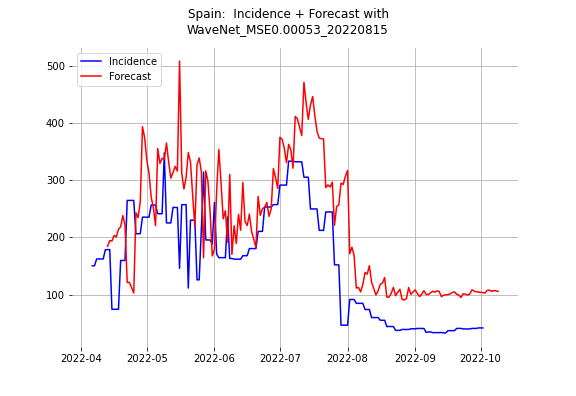 Spain:  Incidence + Forecast with
WaveNet_MSE0.00053_20220815
Incidence
Forecast
500
400
300
200
100
2022-04 2022-05 2022-06 2022-07 2022-08 2022-09 2022-10